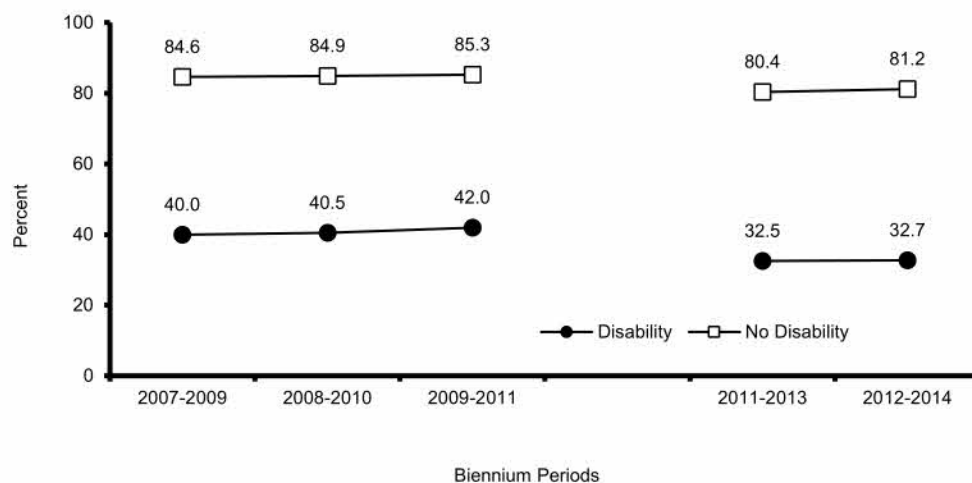 100
84.6 84.9 85.3 80.4 81.2
80
60
Percent
40.0 40.5 42.0 32.5 32.7
40
20
Disability No Disability
0
2007-2009 2008-2010 2009-2011 2011-2013 2012-2014
Biennium Periods